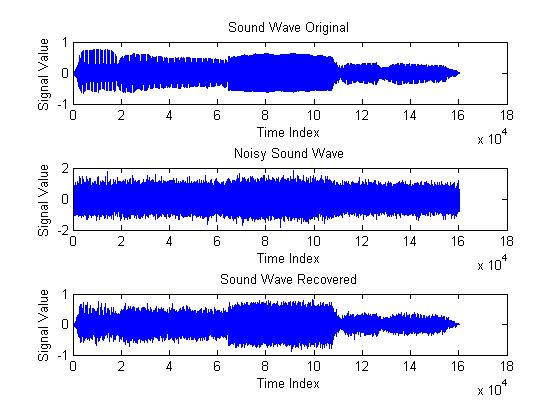 Sound Wave Original
1
0
-1
Signal Value
0 2 4 6 8 10 12 14 16 18
Time Index
x 10^4
Noisy Sound Wave
2
0
-2
Signal Value
0 2 4 6 8 10 12 14 16 18
Time Index
x 10^4
Sound Wave Recovered
1
0
-1
Signal Value
0 2 4 6 8 10 12 14 16 18
Time Index
x 10^4